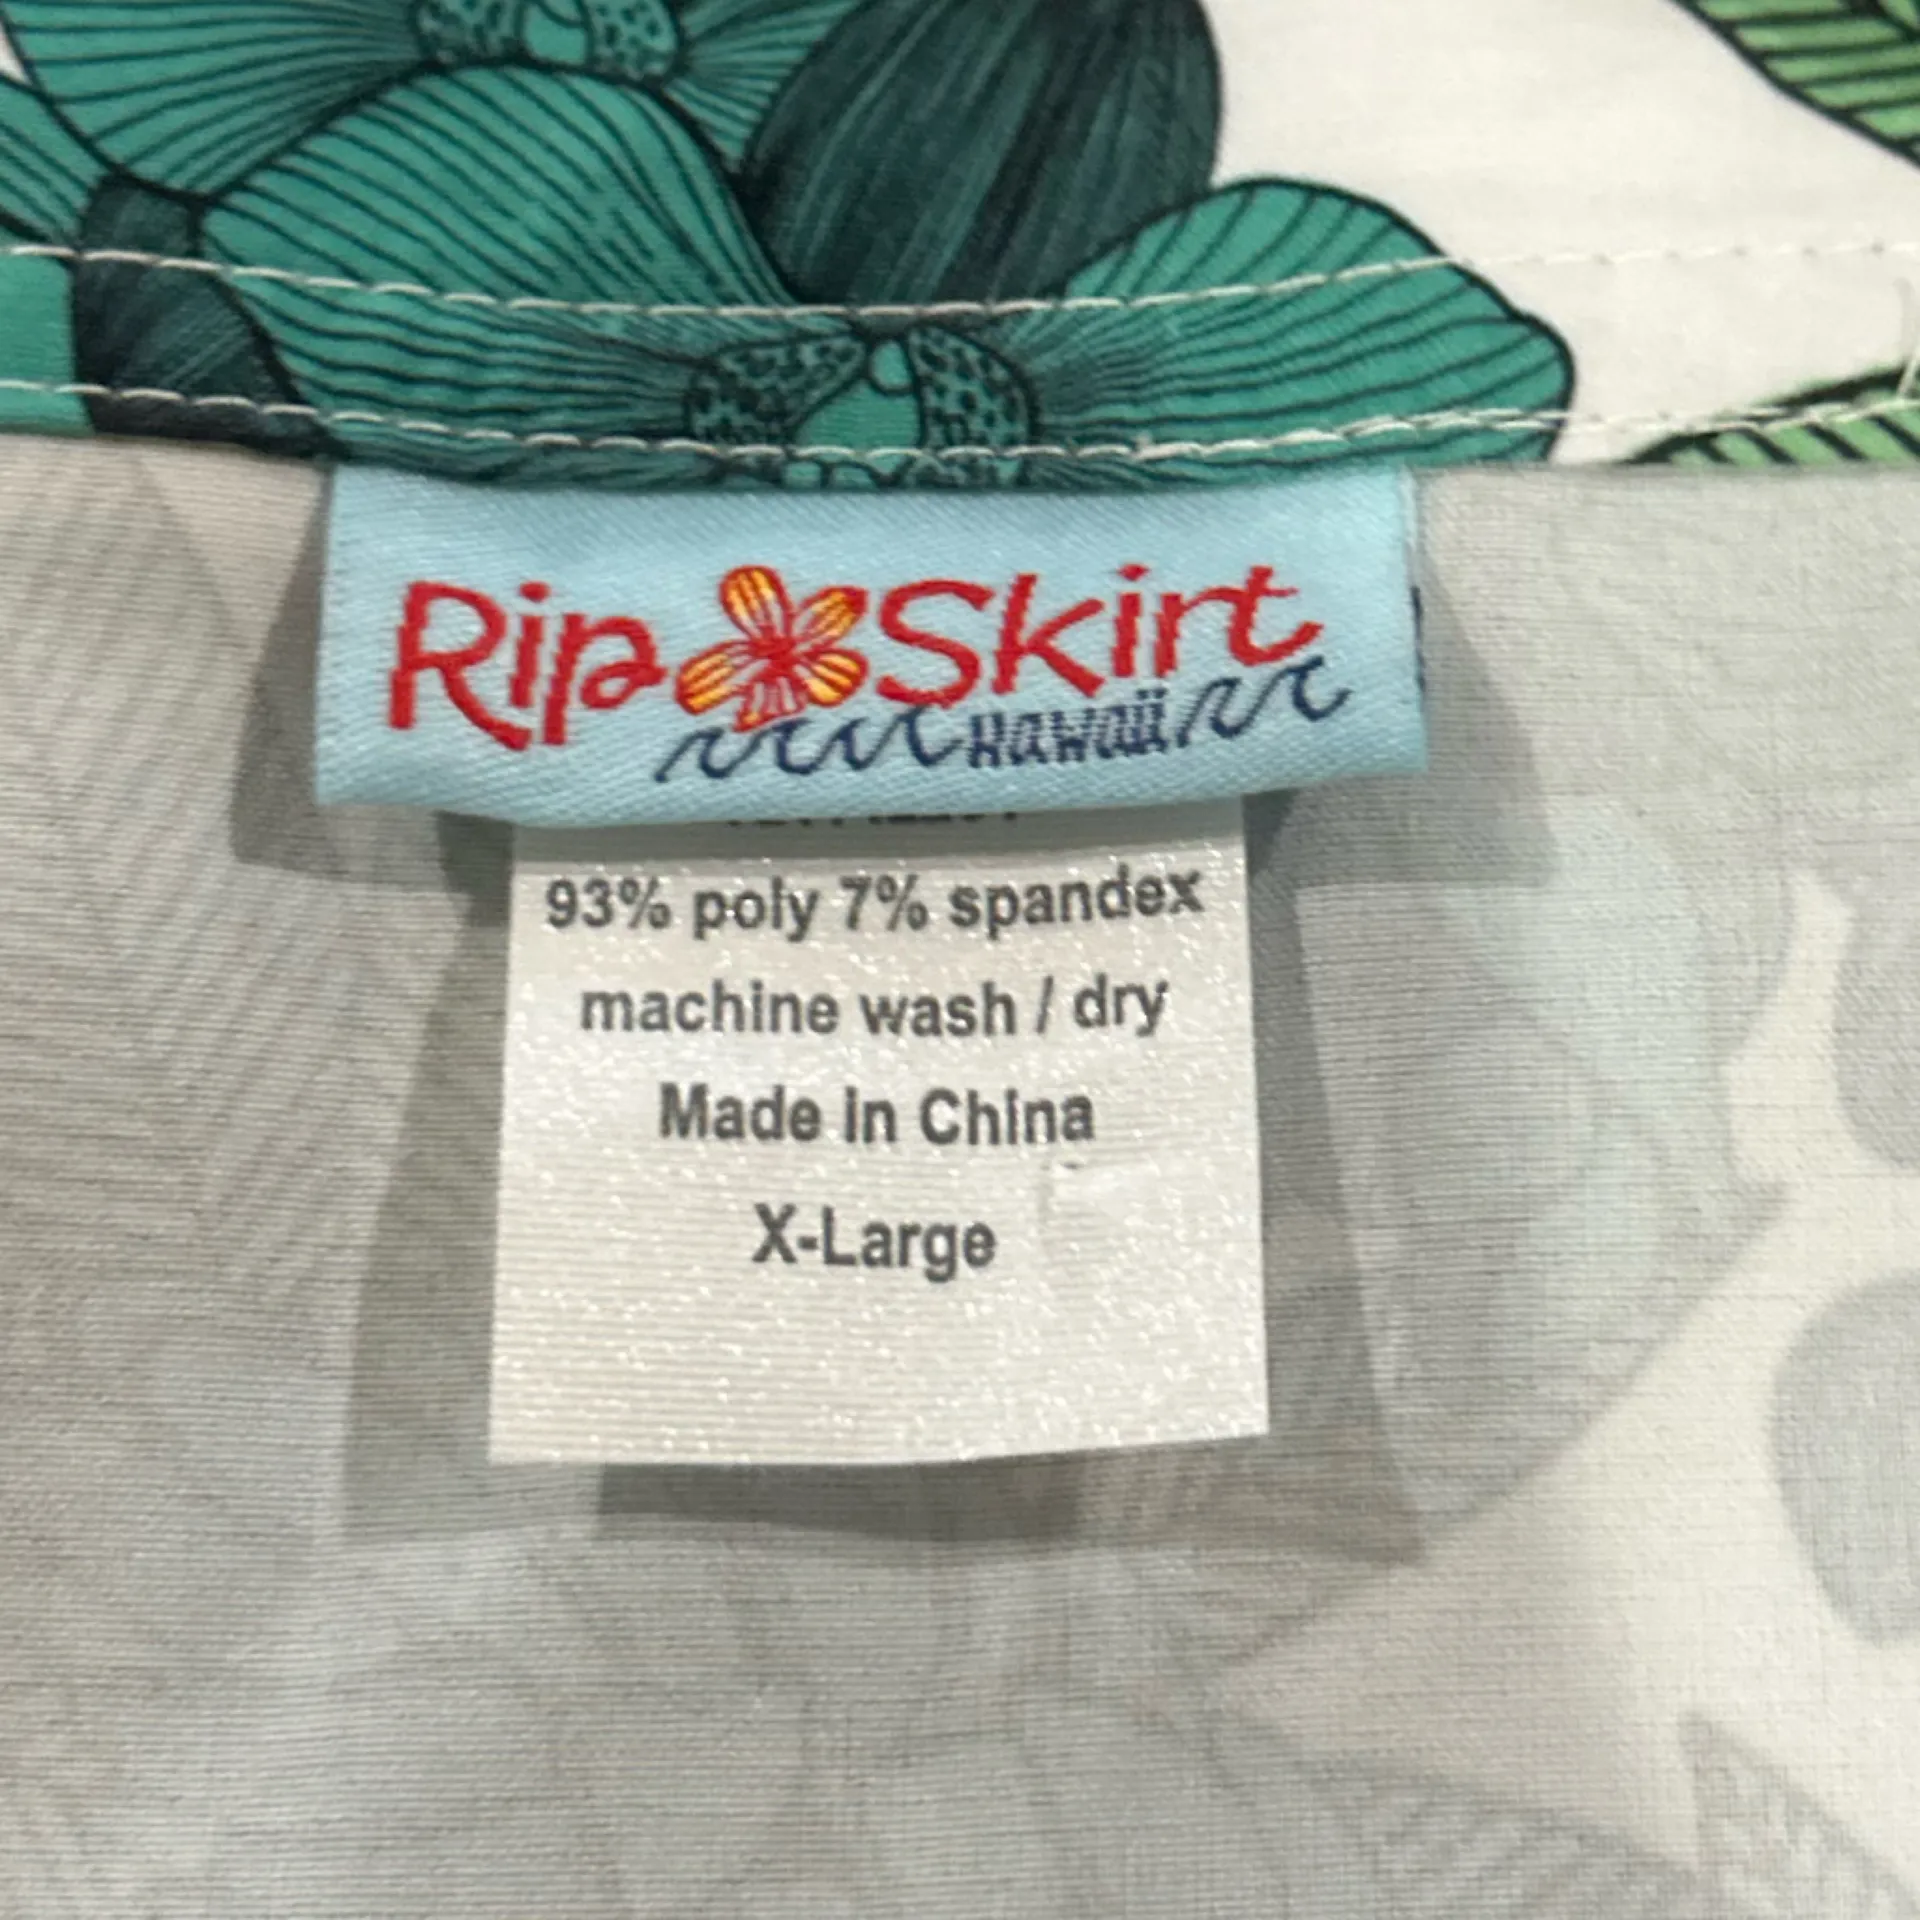 Rip Skirt
Hawaii
93% poly 7% spandex
machine wash / dry
Made in China
X-Large